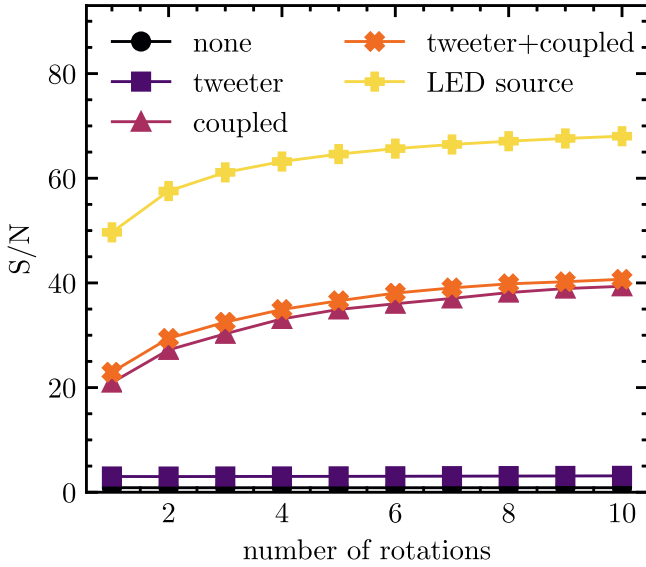 none
tweeter
coupled
tweeter+coupled
LED source
S/N
80
60
40
20
0
2 4 6 8 10
number of rotations